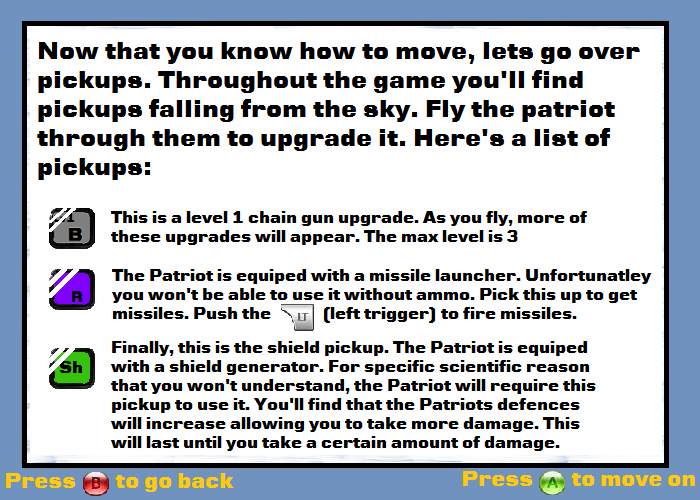 Now that you know how to move, lets go over
pickups. Throughout the game you'll find
pickups falling from the sky. Fly the patriot
through them to upgrade it. Here's a list of
pickups:
1
B
This is a level 1 chain gun upgrade. As you fly, more of
these upgrades will appear. The max level is 3
R
The Patriot is equiped with a missile launcher. Unfortunatley
you won't be able to use it without ammo. Pick this up to get
missiles. Push the LT (left trigger) to fire missiles.
Sh
Finally, this is the shield pickup. The Patriot is equiped
with a shield generator. For specific scientific reason
that you won't understand, the Patriot will require this
pickup to use it. You'll find that the Patriots defences
will increase allowing you to take more damage. This
will last until you take a certain amount of damage.
Press B to go back
Press A to move on